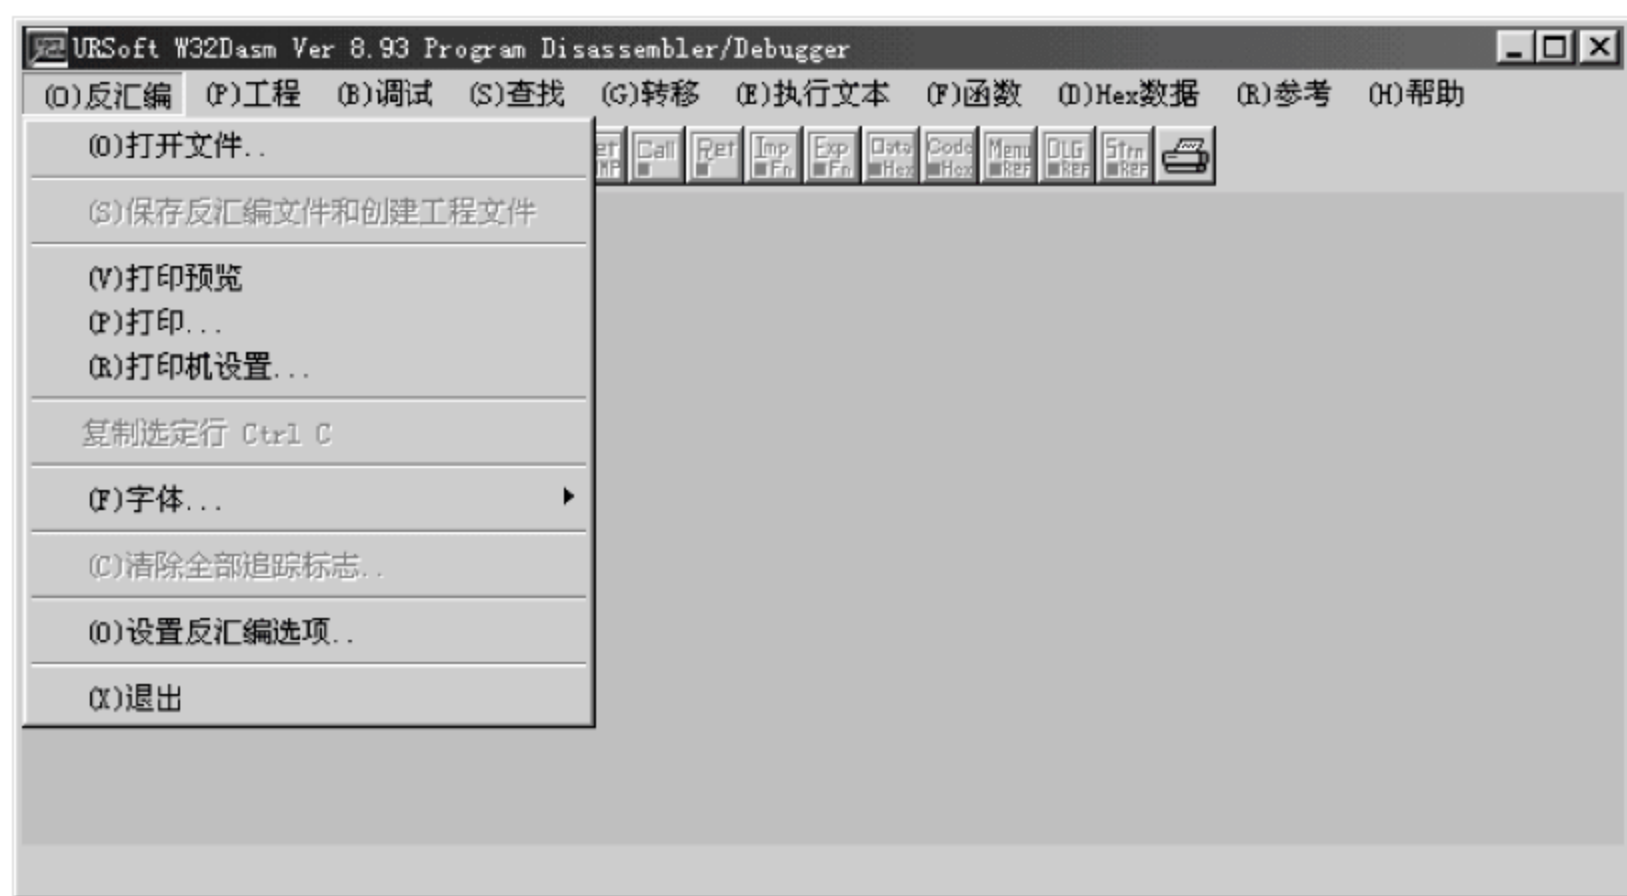 URSoft W32Dasm Ver 8.93 Program Disassembler/Debugger
(O)反汇编 (P)工程 (B)调试 (S)查找 (G)转移 (E)执行文本 (F)函数 (D)Hex数据 (R)参考 (H)帮助
Call Ret Imp Fn Exp Fn Data Hex Code Hex Menu REF DLG REF Strn REF
(O)打开文件..
(S)保存反汇编文件和创建工程文件
(V)打印预览
(P)打印...
(R)打印机设置...
复制选定行 Ctrl C
(F)字体...
(C)清除全部追踪标志..
(O)设置反汇编选项..
(X)退出